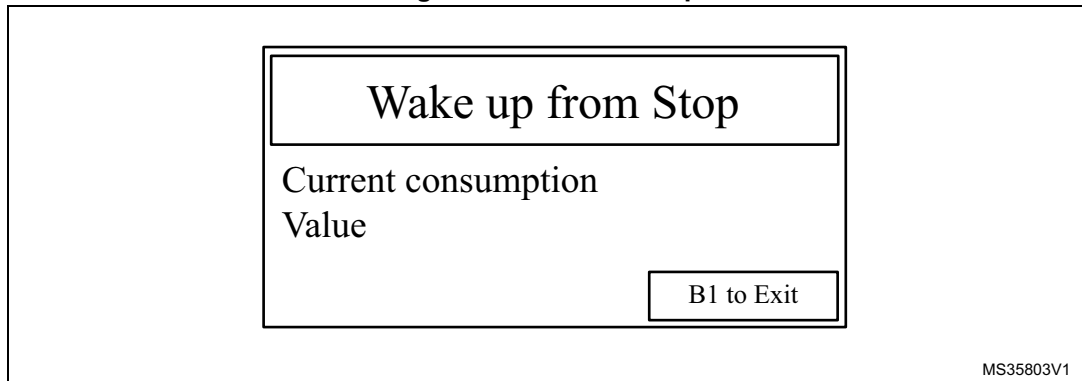 Wake up from Stop
Current consumption
Value
B1 to Exit
MS35803V1